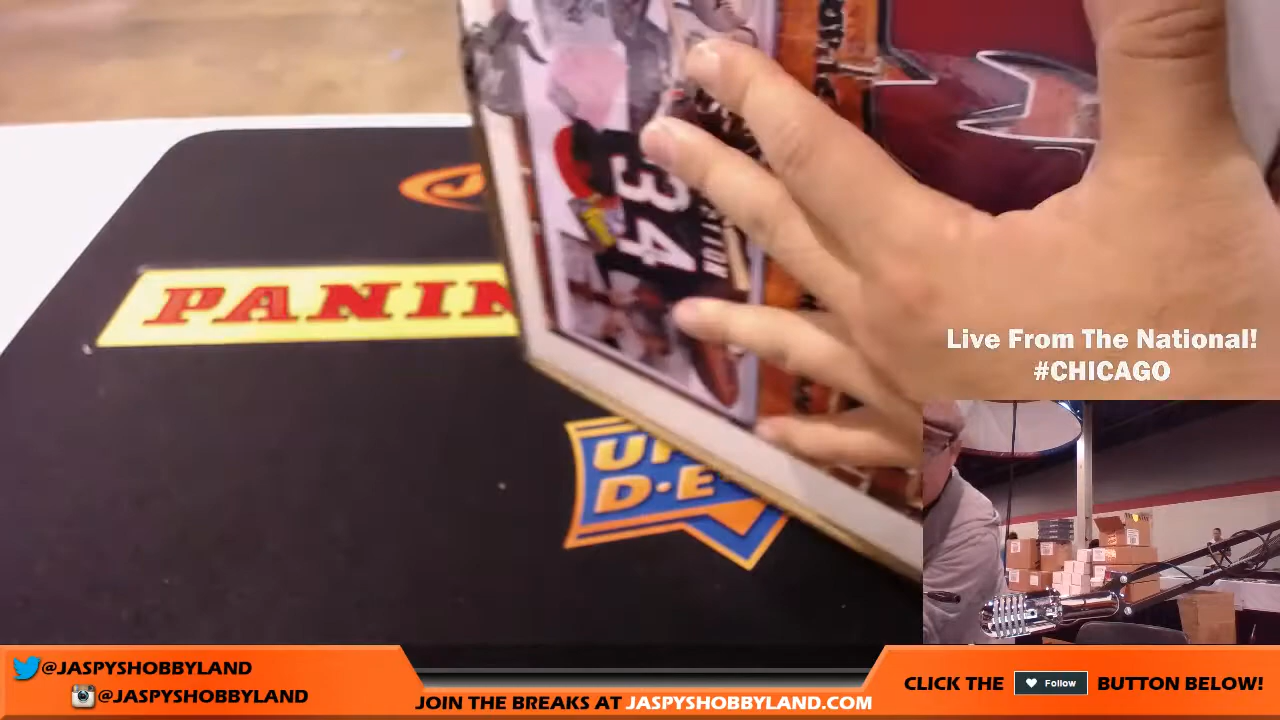 34
PANIN
UP
D·E
Live From The National!
#CHICAGO
@JASPYSHOBBYLAND
@JASPYSHOBBYLAND
JOIN THE BREAKS AT JASPYSHOBBYLAND.COM
CLICK THE Follow BUTTON BELOW!